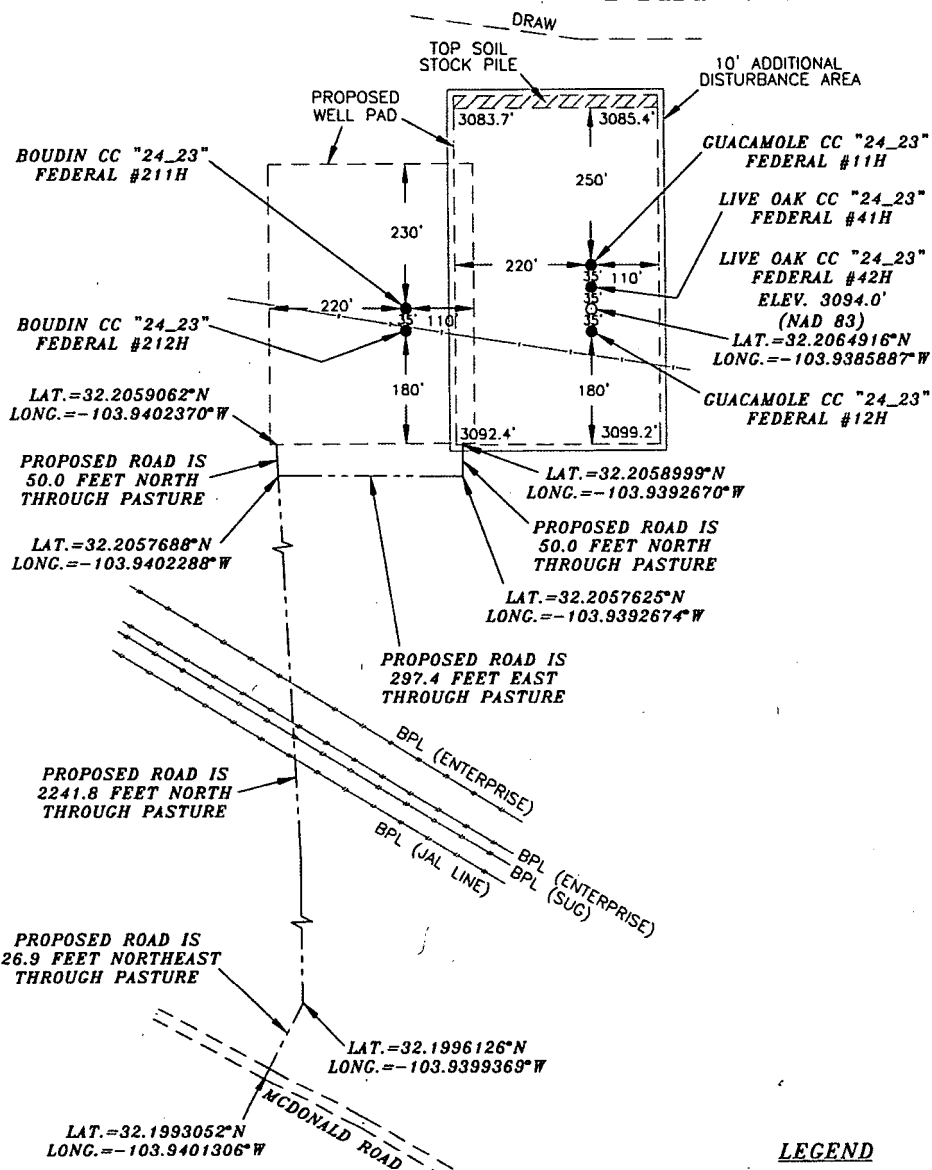 DRAW
TOP SOIL
STOCK PILE
10' ADDITIONAL
DISTURBANCE AREA
PROPOSED
WELL PAD
3083.7'
3085.4'
BOUDIN CC "24_23"
FEDERAL #211H
GUACAMOLE CC "24_23"
FEDERAL #11H
250'
230'
LIVE OAK CC "24_23"
FEDERAL #41H
220'
35'
110'
35'
35'
LIVE OAK CC "24_23"
FEDERAL #42H
ELEV. 3094.0'
(NAD 83)
LAT.=32.2064916°N
LONG.=-103.9385887°W
220'
35'
110'
BOUDIN CC "24_23"
FEDERAL #212H
180'
180'
GUACAMOLE CC "24_23"
FEDERAL #12H
LAT.=32.2059062°N
LONG.=-103.9402370°W
3092.4'
3099.2'
PROPOSED ROAD IS
50.0 FEET NORTH
THROUGH PASTURE
LAT.=32.2058999°N
LONG.=-103.9392670°W
PROPOSED ROAD IS
50.0 FEET NORTH
THROUGH PASTURE
LAT.=32.2057688°N
LONG.=-103.9402288°W
LAT.=32.2057625°N
LONG.=-103.9392674°W
PROPOSED ROAD IS
297.4 FEET EAST
THROUGH PASTURE
BPL (ENTERPRISE)
PROPOSED ROAD IS
2241.8 FEET NORTH
THROUGH PASTURE
BPL (JAL LINE)
BPL (ENTERPRISE)
BPL (SUG)
PROPOSED ROAD IS
26.9 FEET NORTHEAST
THROUGH PASTURE
LAT.=32.1996126°N
LONG.=-103.9399369°W
MCDONALD ROAD
LAT.=32.1993052°N
LONG.=-103.9401306°W
LEGEND